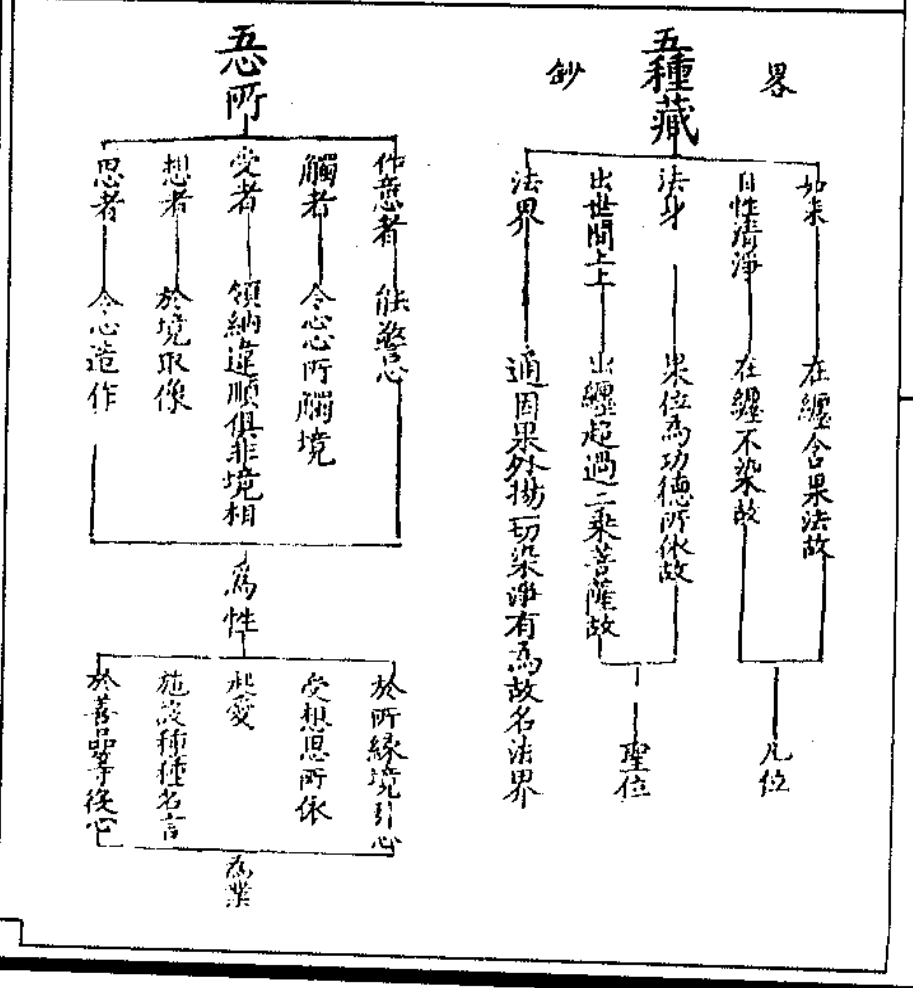 畧
五種藏
鈔
如来
在纏含果法故
自性清淨
在纏不染故
凡位
法身
果位為功德所依故
出世間上上
出纏超過二乘菩薩故
聖位
法界
通因果外揚一切染淨有為故名法界
五心所
作意者
能警心
觸者
令心心所觸境
受者
領納違順俱非境相
想者
於境取像
思者
令心造作
為性
於所緣境引心
受想思所依
起愛
施設種種名言
於善品等役心
為業